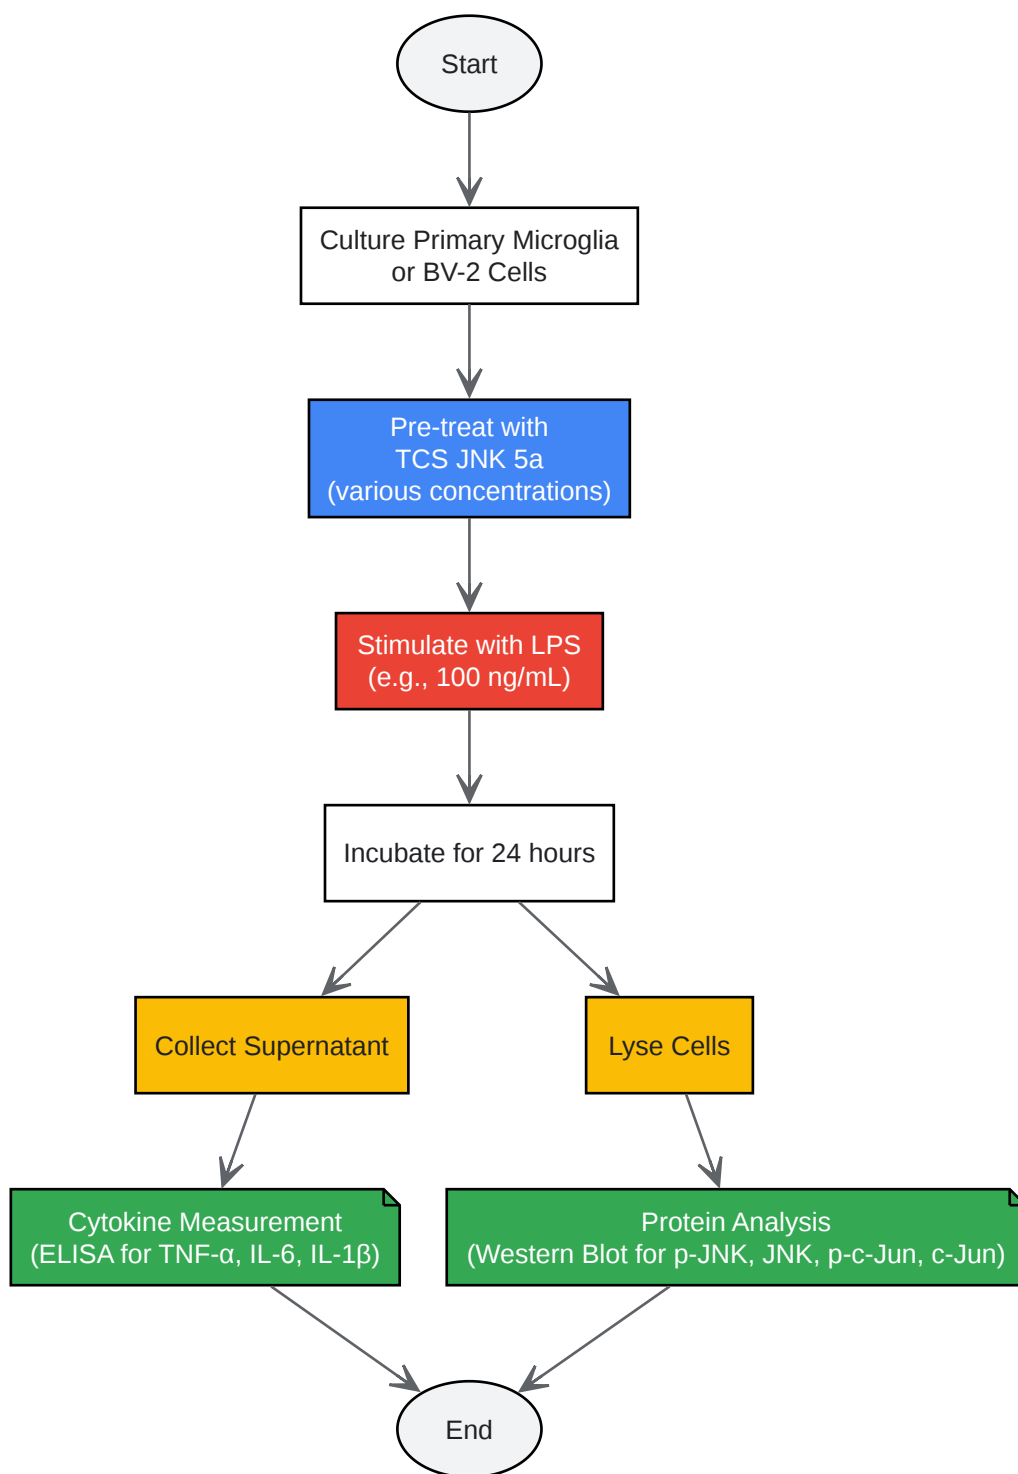 Start
Culture Primary Microglia
or BV-2 Cells
Pre-treat with
TCS JNK 5a
(various concentrations)
Stimulate with LPS
(e.g., 100 ng/mL)
Incubate for 24 hours
Collect Supernatant
Lyse Cells
Cytokine Measurement
(ELISA for TNF-α, IL-6, IL-1β)
Protein Analysis
(Western Blot for p-JNK, JNK, p-c-Jun, c-Jun)
End